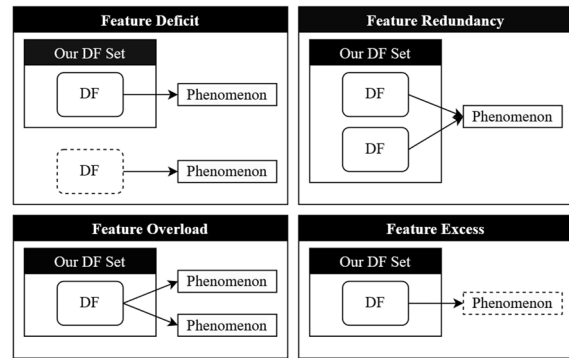 Feature Deficit
Our DF Set
DF
Phenomenon
DF
Phenomenon
Feature Redundancy
Our DF Set
DF
DF
Phenomenon
Feature Overload
Our DF Set
DF
Phenomenon
Phenomenon
Feature Excess
Our DF Set
DF
Phenomenon